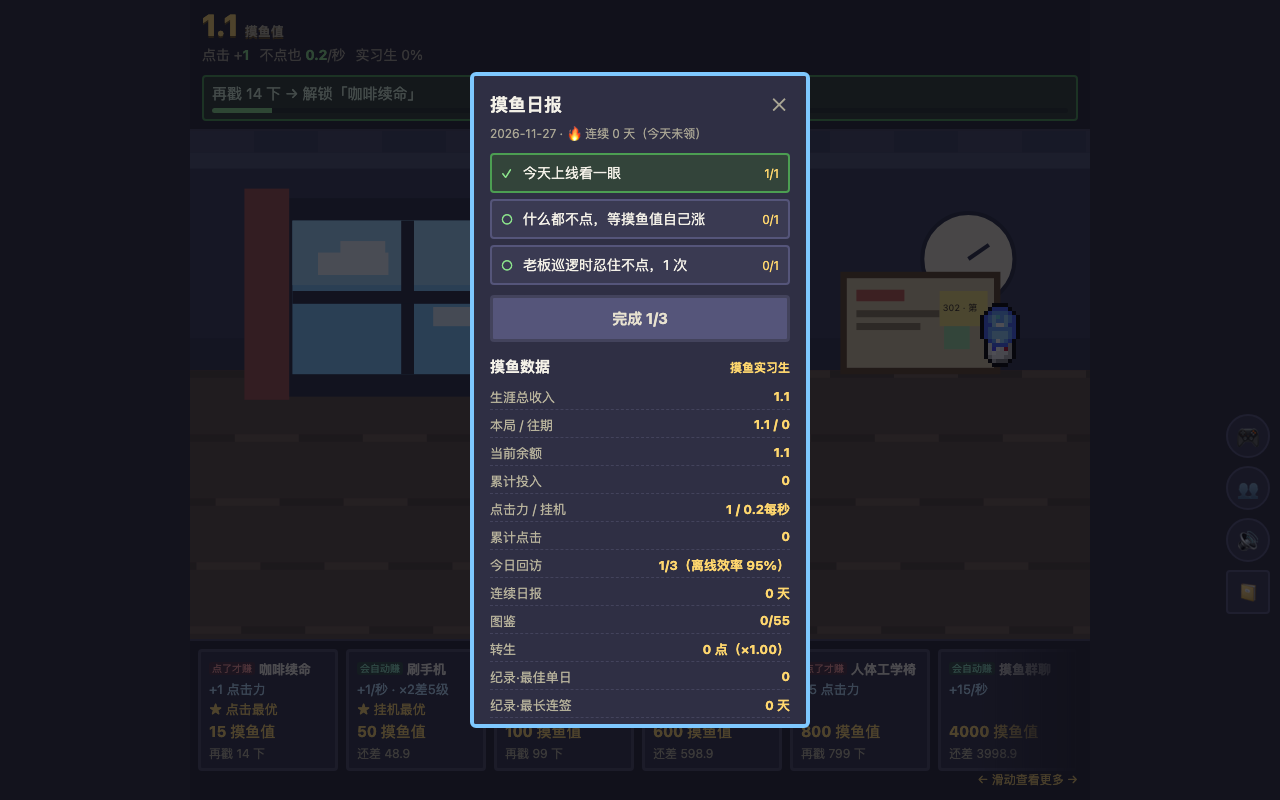 1.1 摸鱼值
点击 +1 不点也 0.2/秒 实习生 0%
再戳 14 下 → 解锁「咖啡续命」
摸鱼日报
2026-11-27 · 🔥 连续 0 天（今天未领）
今天上线看一眼 1/1
什么都不点，等摸鱼值自己涨 0/1
老板巡逻时忍住不点，1 次 0/1
完成 1/3
摸鱼数据 摸鱼实习生
生涯总收入 1.1
本局 / 往期 1.1 / 0
当前余额 1.1
累计投入 0
点击力 / 挂机 1 / 0.2每秒
累计点击 0
今日回访 1/3（离线效率 95%）
连续日报 0 天
图鉴 0/55
转生 0 点（×1.00）
纪录·最佳单日 0
纪录·最长连签 0 天
302 · 第
点了才赚 咖啡续命
+1 点击力
★ 点击最优
15 摸鱼值
再戳 14 下
会自动赚 刷手机
+1/秒 · ×2差5级
★ 挂机最优
50 摸鱼值
还差 48.9
100 摸鱼值
再戳 99 下
600 摸鱼值
还差 598.9
点了才赚 人体工学椅
5 点击力
800 摸鱼值
再戳 799 下
会自动赚 摸鱼群聊
+15/秒
4000 摸鱼值
还差 3998.9
← 滑动查看更多 →